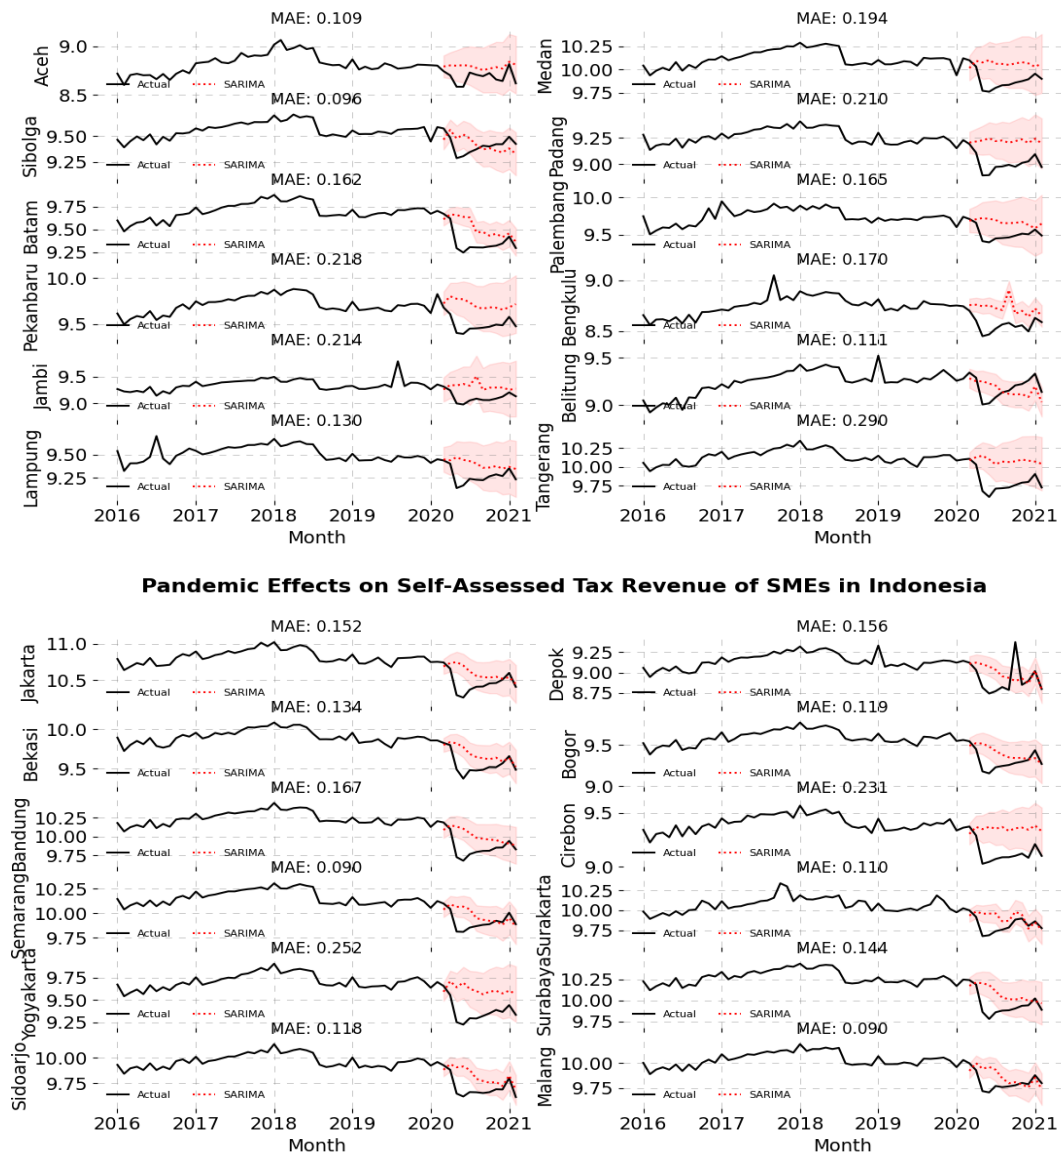 MAE: 0.109
MAE: 0.194
Aceh
9.0
8.5
Actual
SARIMA
Medan
10.25
10.00
9.75
Actual
SARIMA
MAE: 0.096
MAE: 0.210
Sibolga
9.50
9.25
Actual
SARIMA
Padang
9.25
9.00
Actual
SARIMA
MAE: 0.162
MAE: 0.165
Batam
9.75
9.50
9.25
Actual
SARIMA
Palembang
10.0
9.5
Actual
SARIMA
MAE: 0.218
MAE: 0.170
Pekanbaru
10.0
9.5
Actual
SARIMA
Bengkulu
9.0
8.5
Actual
SARIMA
MAE: 0.214
MAE: 0.111
Jambi
9.5
9.0
Actual
SARIMA
Belitung
9.5
9.0
Actual
SARIMA
MAE: 0.130
MAE: 0.290
Lampung
9.50
9.25
Actual
SARIMA
Tangerang
10.25
10.00
9.75
Actual
SARIMA
2016 2017 2018 2019 2020 2021
Month
2016 2017 2018 2019 2020 2021
Month
Pandemic Effects on Self-Assessed Tax Revenue of SMEs in Indonesia
MAE: 0.152
MAE: 0.156
Jakarta
11.0
10.5
Actual
SARIMA
Depok
9.25
9.00
8.75
Actual
SARIMA
MAE: 0.134
MAE: 0.119
Bekasi
10.0
9.5
Actual
SARIMA
Bogor
9.5
9.0
Actual
SARIMA
MAE: 0.167
MAE: 0.231
Bandung
10.25
10.00
9.75
Actual
SARIMA
Cirebon
9.5
9.0
Actual
SARIMA
MAE: 0.090
MAE: 0.110
Semarang
10.25
10.00
9.75
Actual
SARIMA
Surakarta
10.25
10.00
9.75
Actual
SARIMA
MAE: 0.252
MAE: 0.144
Yogyakarta
9.75
9.50
9.25
Actual
SARIMA
Surabaya
10.25
10.00
9.75
Actual
SARIMA
MAE: 0.118
MAE: 0.090
Sidoarjo
10.00
9.75
Actual
SARIMA
Malang
10.00
9.75
Actual
SARIMA
2016 2017 2018 2019 2020 2021
Month
2016 2017 2018 2019 2020 2021
Month